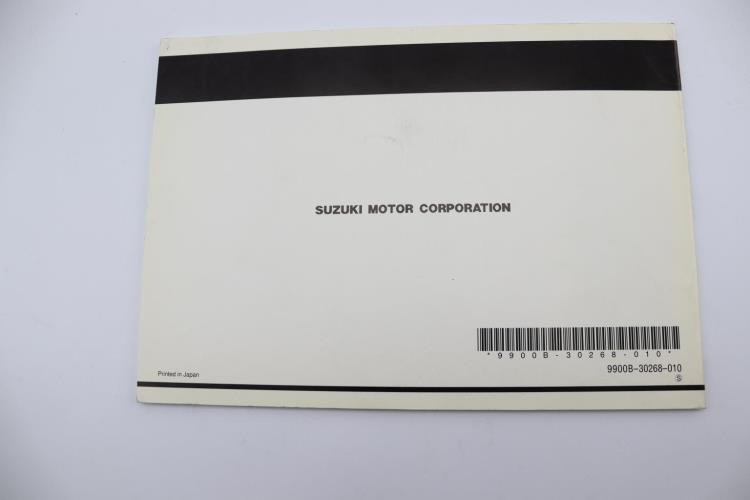 SUZUKI MOTOR CORPORATION
*9900B-30268-010*
9900B-30268-010
Printed in Japan
Ⓢ